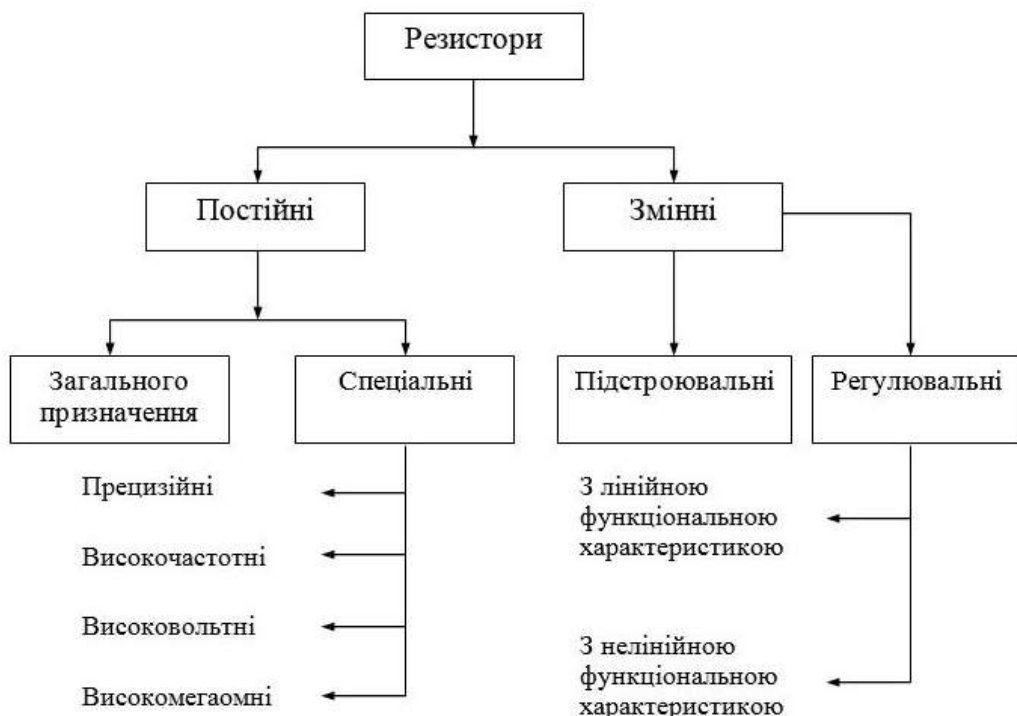 Резистори
Постійні
Змінні
Загального
призначення
Спеціальні
Підстроювальні
Регулювальні
Прецизійні
Високочастотні
Високовольтні
Високомегаомні
З лінійною
функціональною
характеристикою
З нелінійною
функціональною
характеристикою